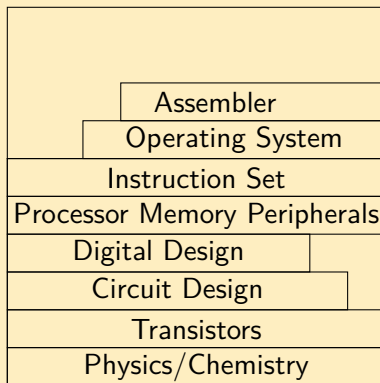 Assembler
Operating System
Instruction Set
Processor Memory Peripherals
Digital Design
Circuit Design
Transistors
Physics/Chemistry